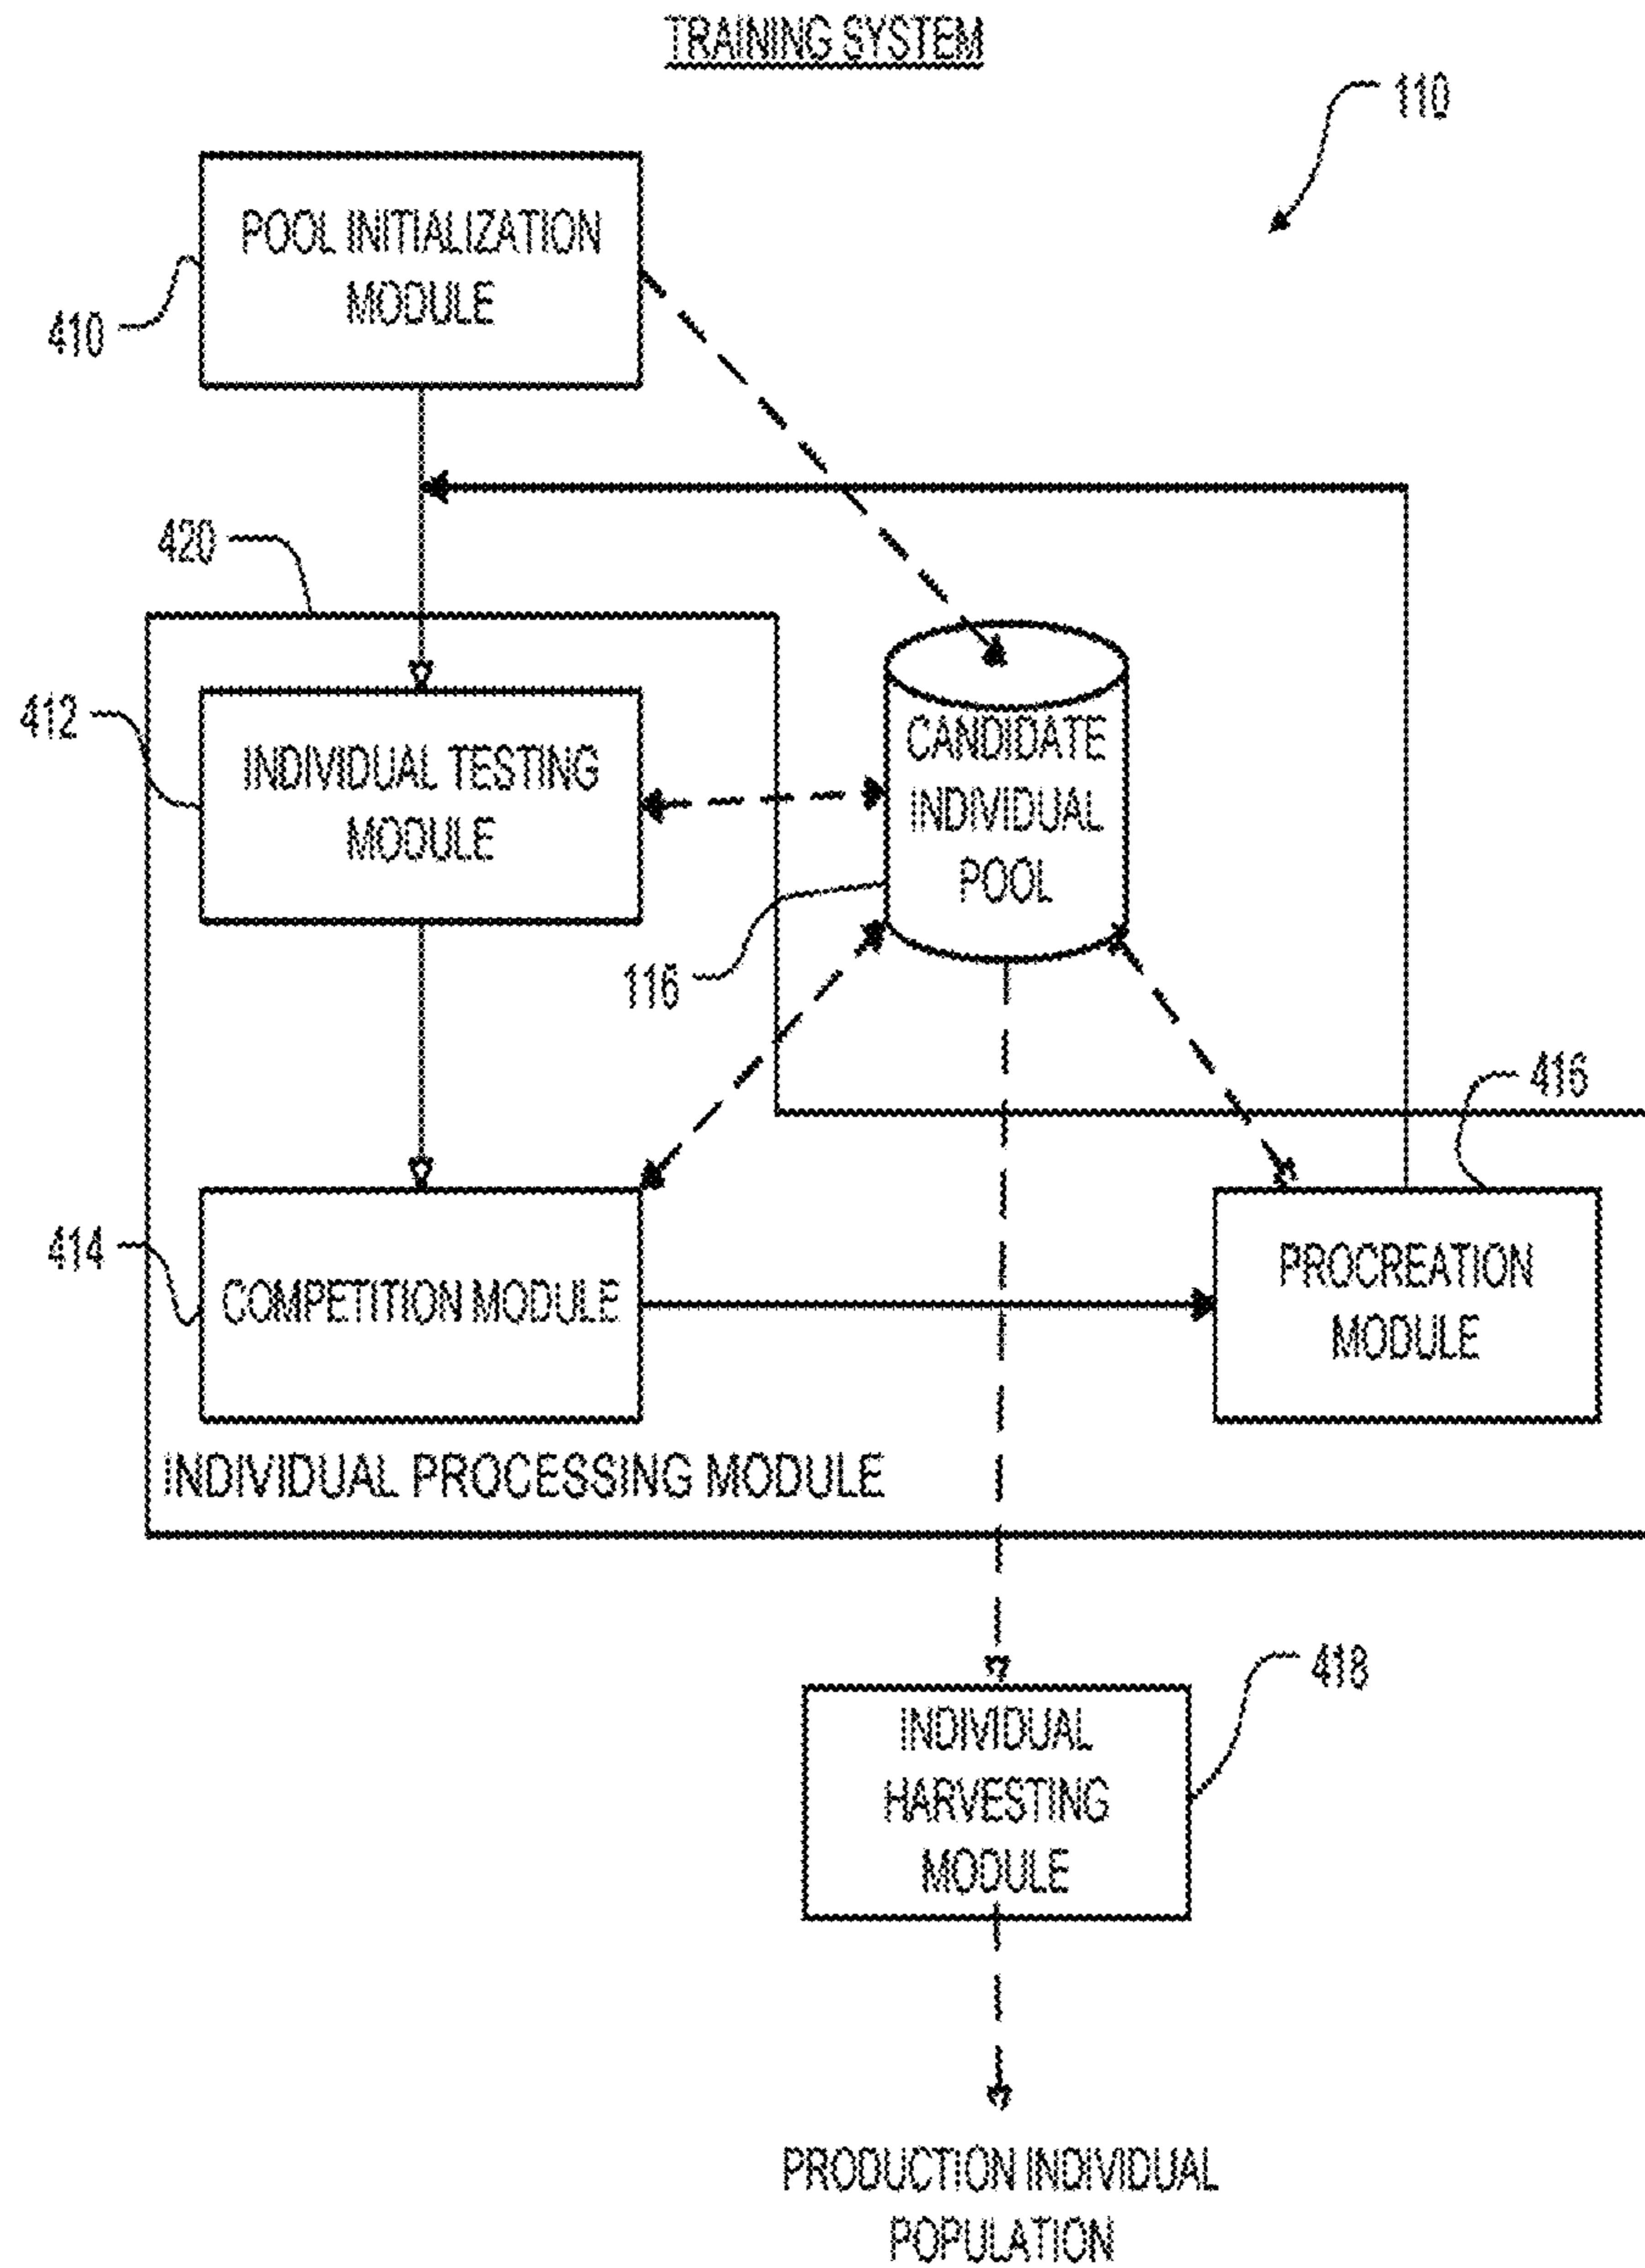 TRAINING SYSTEM
110
POOL INITIALIZATION
MODULE
410
420
412
INDIVIDUAL TESTING
MODULE
CANDIDATE
INDIVIDUAL
POOL
116
416
414
COMPETITION MODULE
PROCREATION
MODULE
INDIVIDUAL PROCESSING MODULE
418
INDIVIDUAL
HARVESTING
MODULE
PRODUCTION INDIVIDUAL
POPULATION